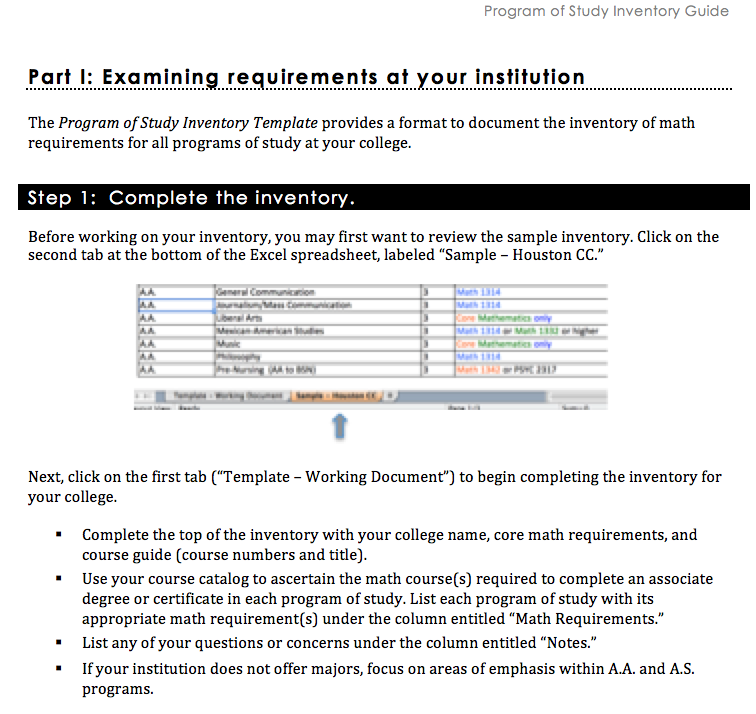 Program of Study Inventory Guide
Part I: Examining requirements at your institution
The Program of Study Inventory Template provides a format to document the inventory of math
requirements for all programs of study at your college.
Step 1: Complete the inventory.
Before working on your inventory, you may first want to review the sample inventory. Click on the
second tab at the bottom of the Excel spreadsheet, labeled “Sample – Houston CC.”
AA General Communication 3 Math 1314
AA Journalism/Mass Communication 3 Math 1314
AA Liberal Arts 3 Core Mathematics only
AA Mexican-American Studies 3 Math 1314 or Math 1332 or higher
AA Music 3 Core Mathematics only
AA Philosophy 3 Math 1314
AA Pre-Nursing (AA to BSN) 3 Math 1342 or PSYC 2317
Template - Working Document Sample - Houston CC
Ready
Next, click on the first tab (“Template – Working Document”) to begin completing the inventory for
your college.
▪ Complete the top of the inventory with your college name, core math requirements, and
course guide (course numbers and title).
▪ Use your course catalog to ascertain the math course(s) required to complete an associate
degree or certificate in each program of study. List each program of study with its
appropriate math requirement(s) under the column entitled “Math Requirements.”
▪ List any of your questions or concerns under the column entitled “Notes.”
▪ If your institution does not offer majors, focus on areas of emphasis within A.A. and A.S.
programs.